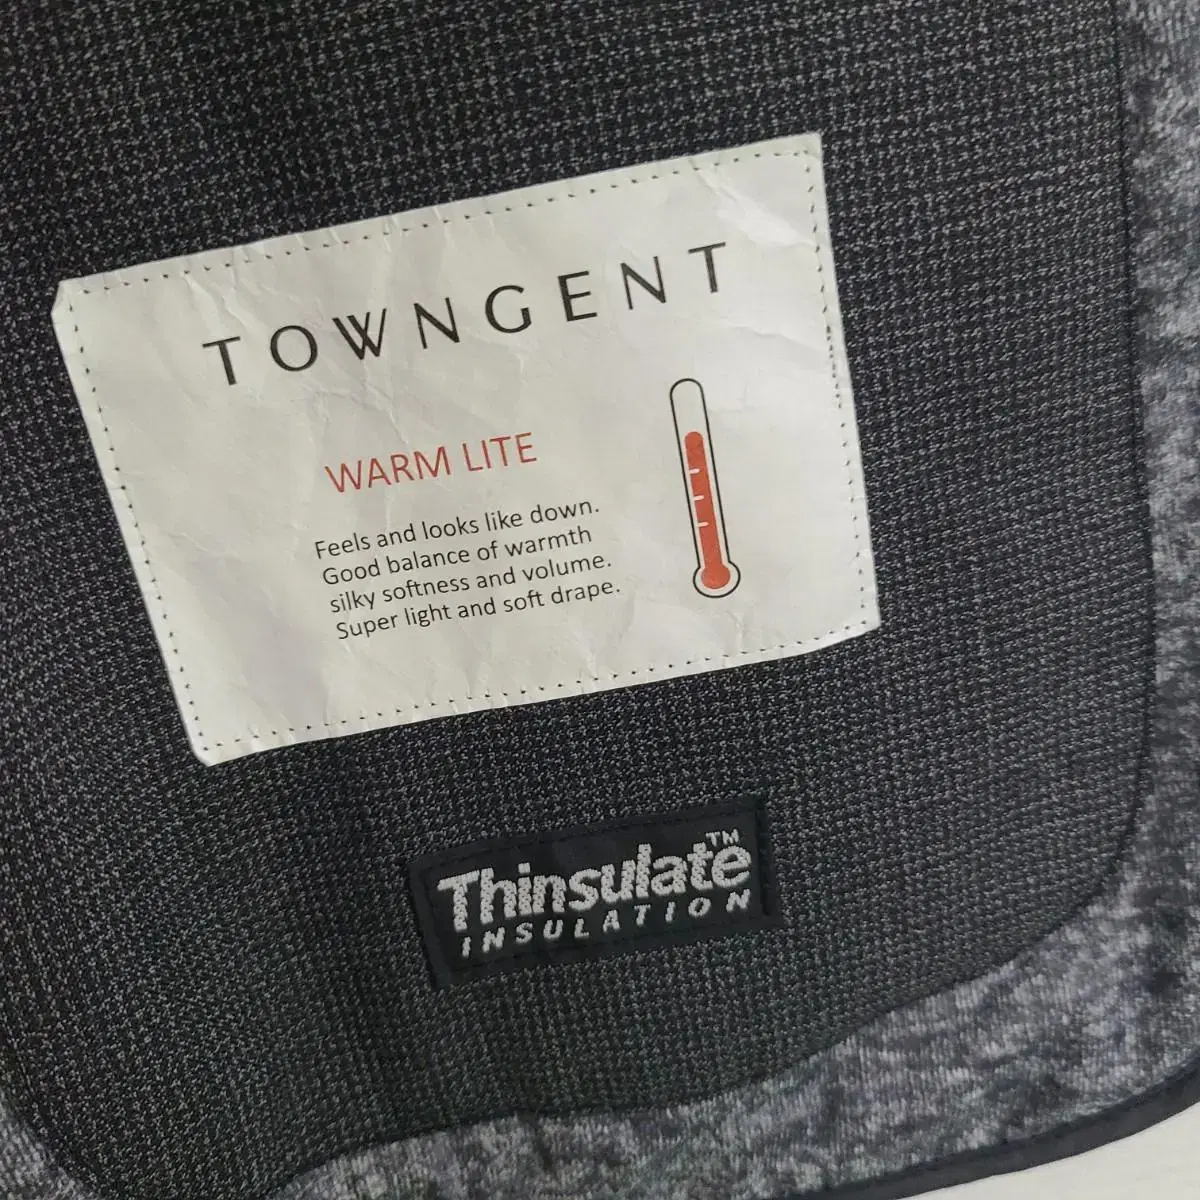 TOWNGENT
WARM LITE
Feels and looks like down.
Good balance of warmth
silky softness and volume.
Super light and soft drape.
Thinsulate™
INSULATION